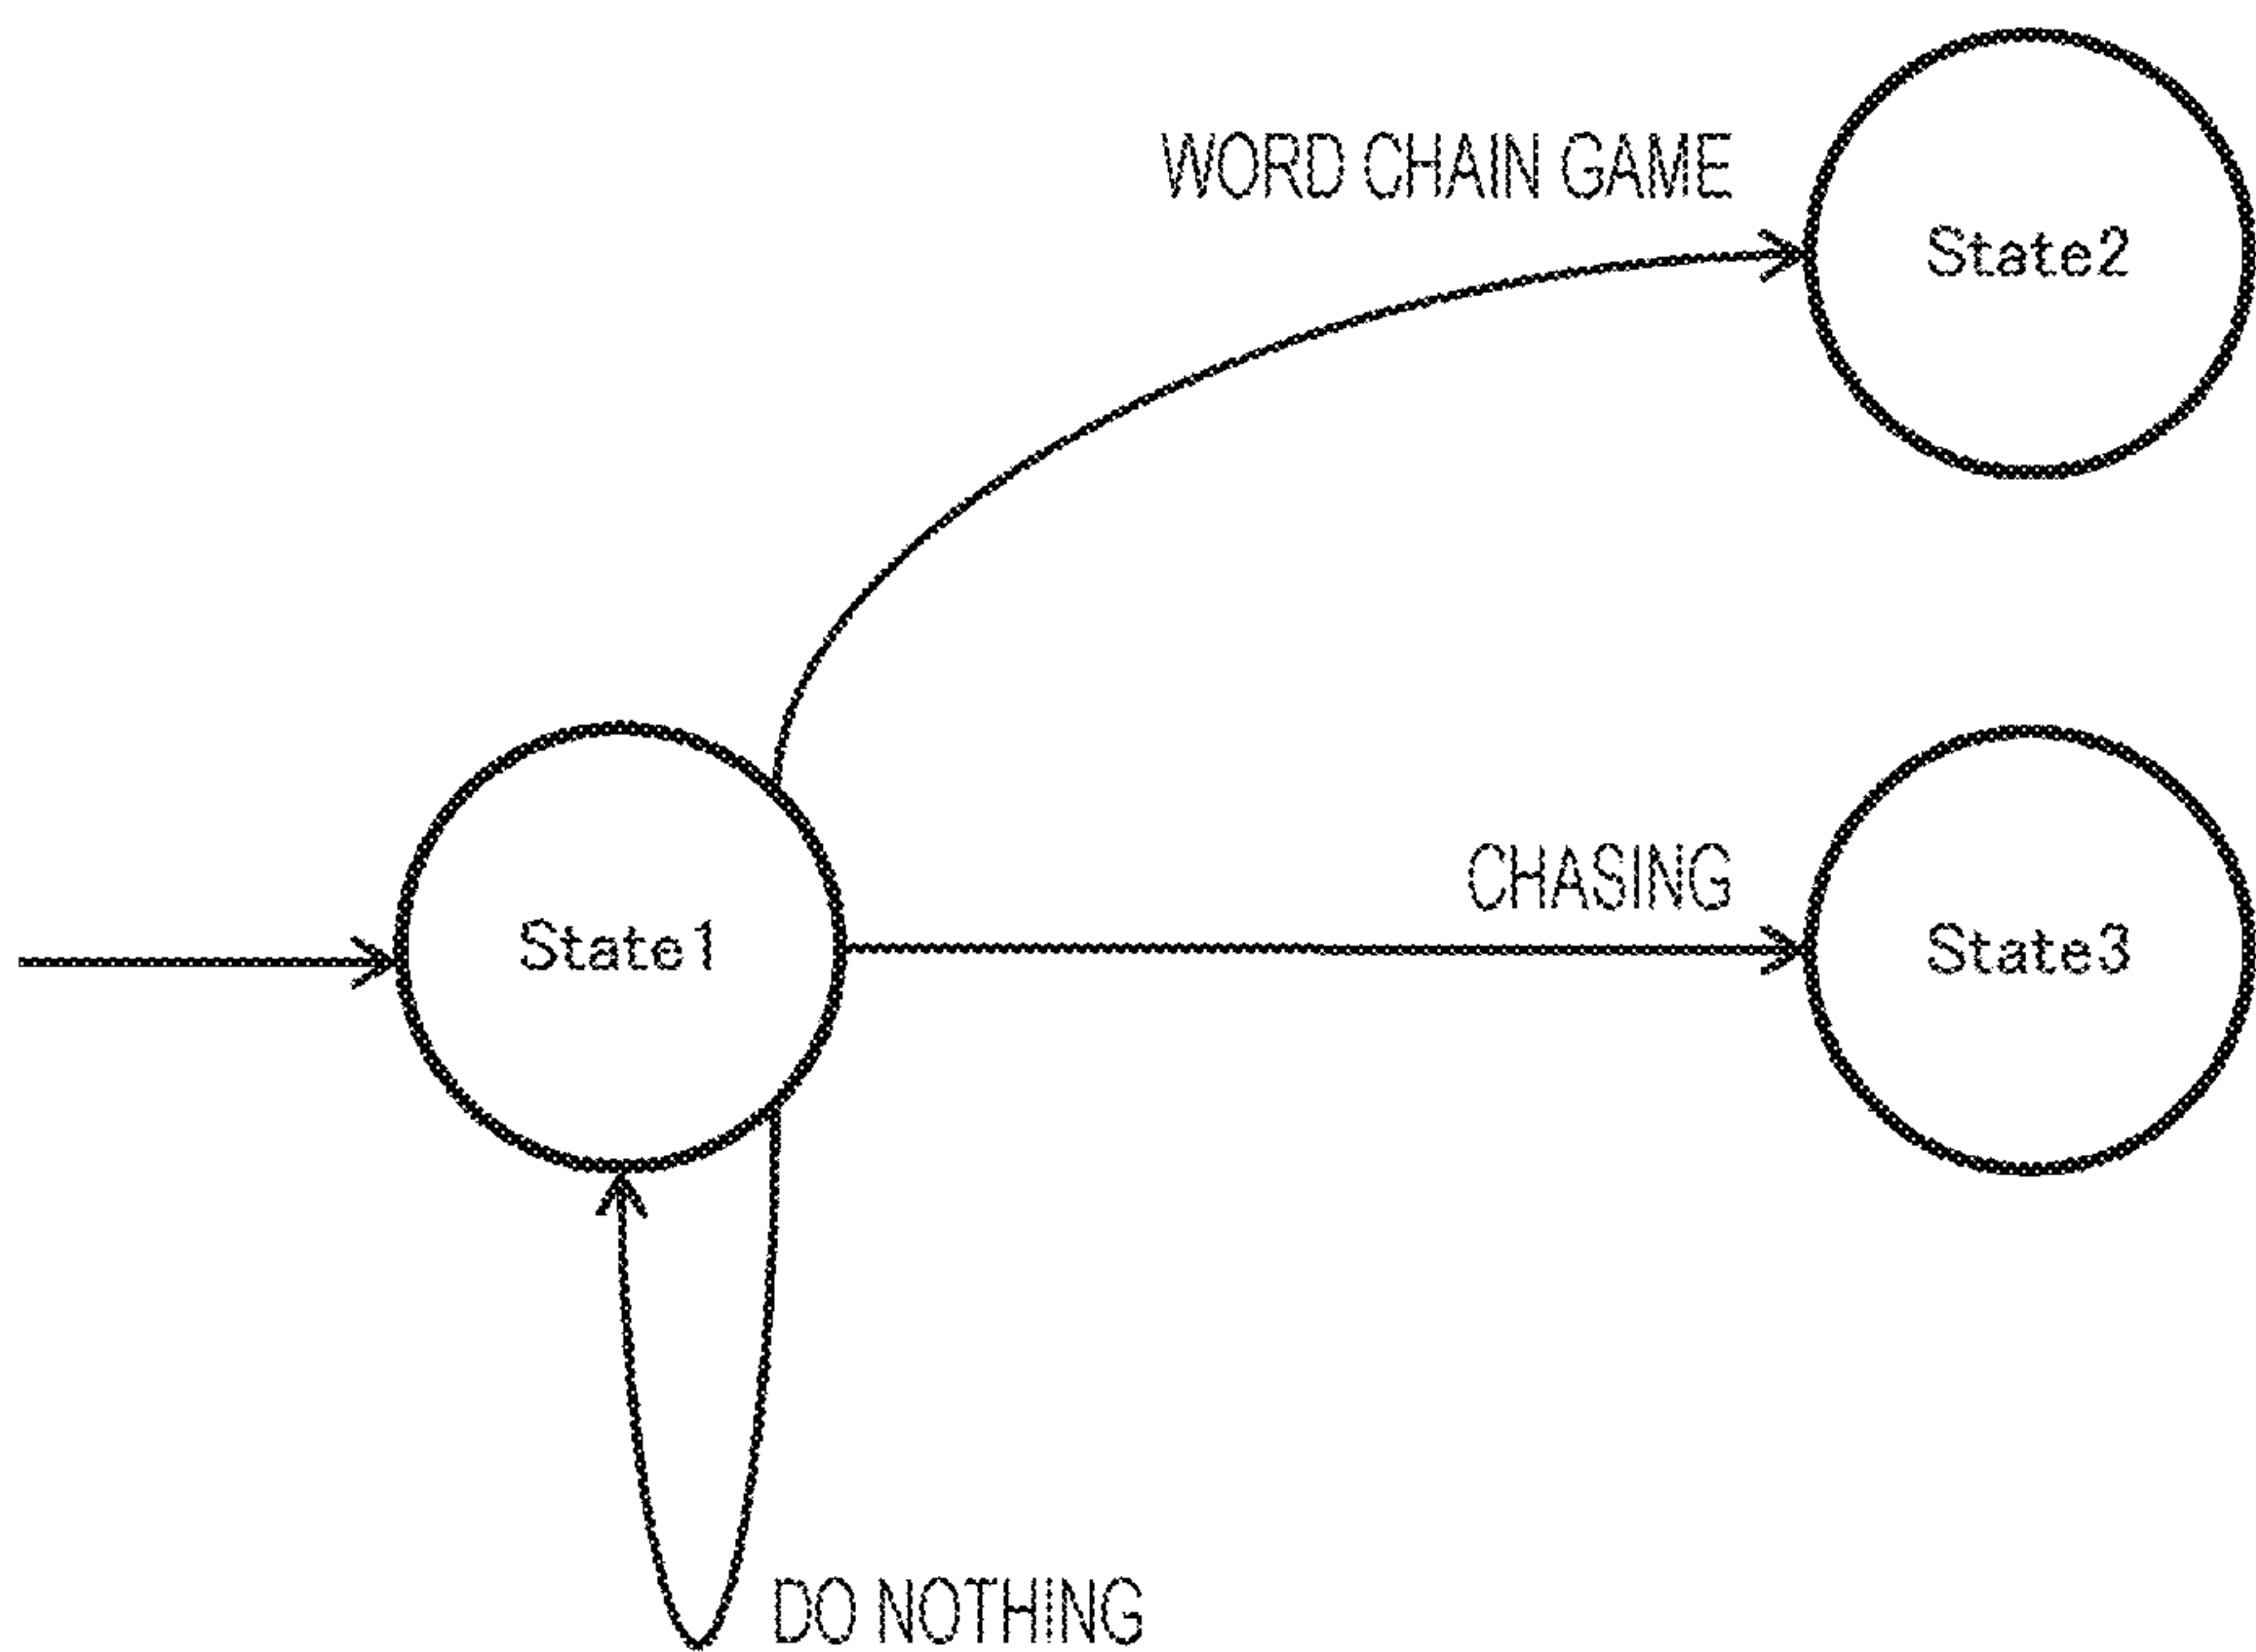 WORD CHAIN GAME
State2
CHASING
State1
State3
DO NOTHING